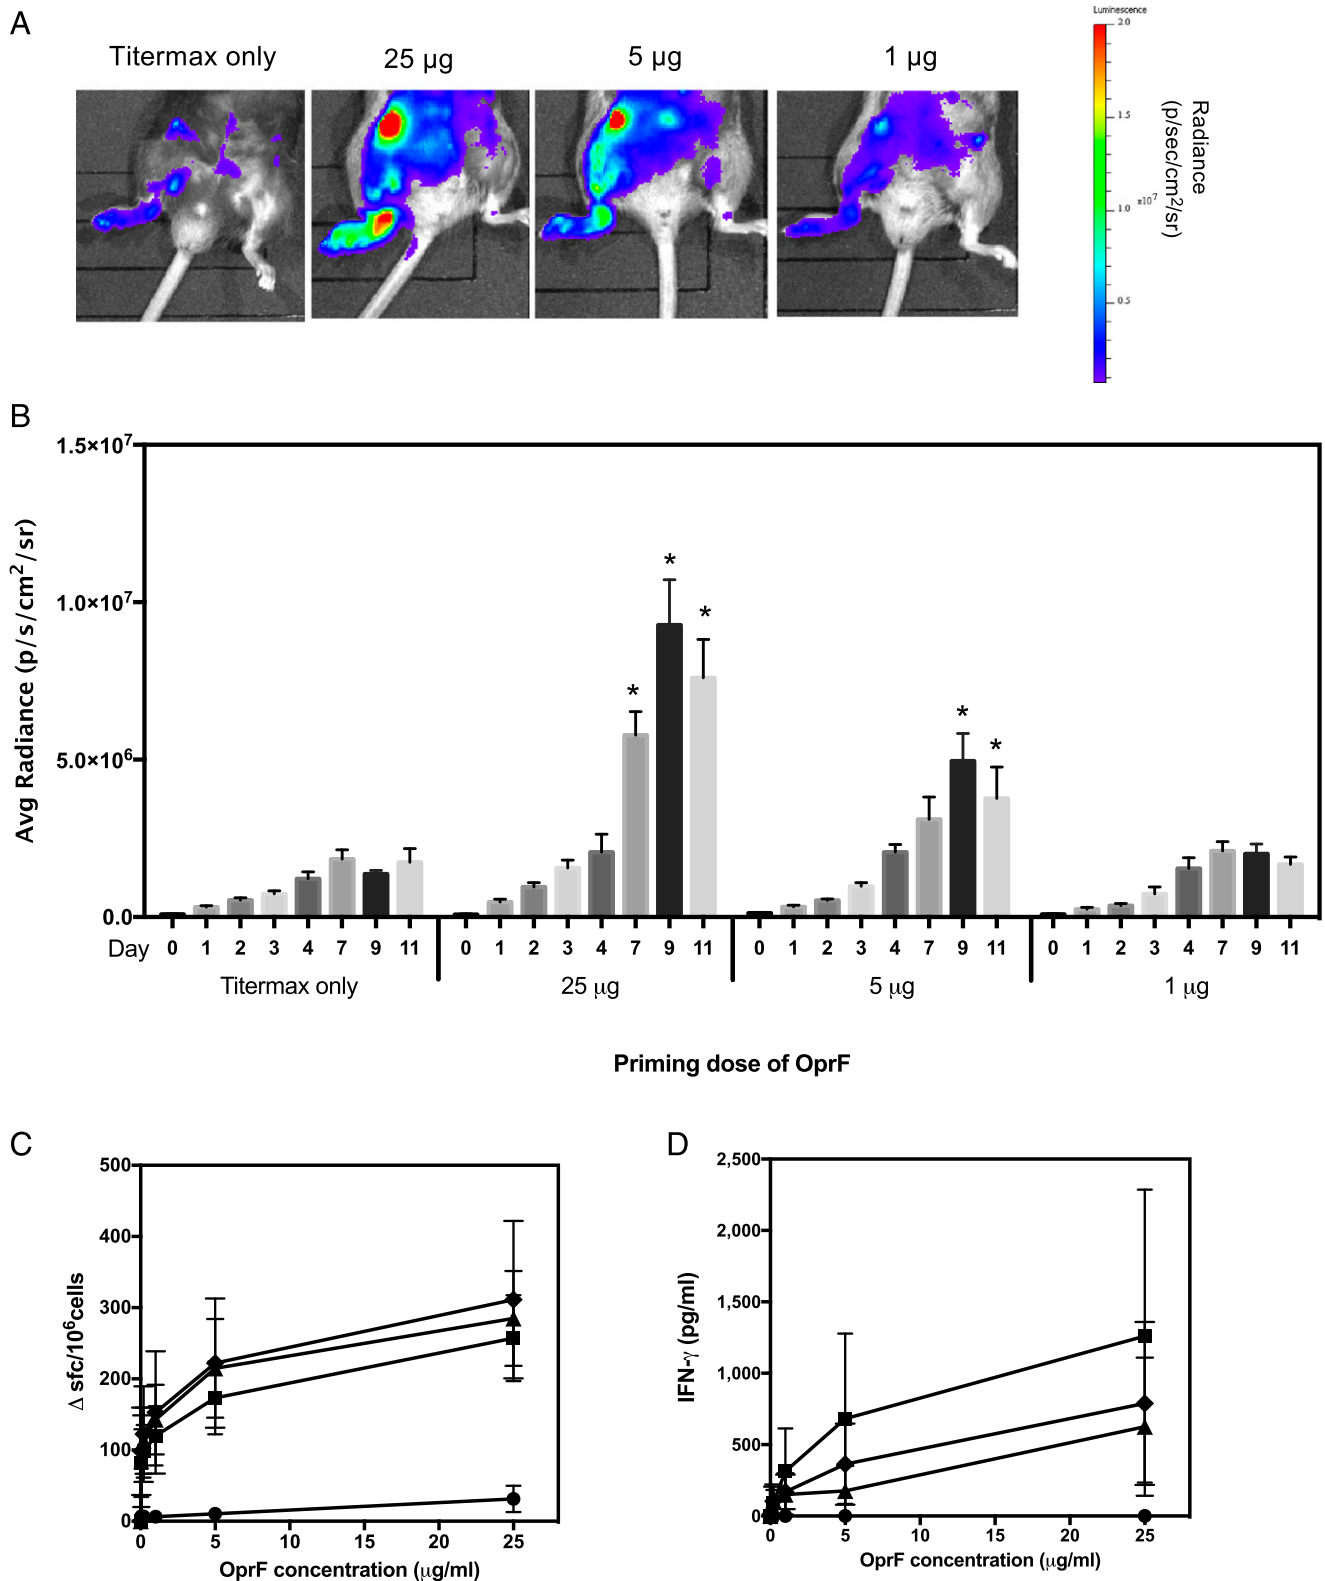 A
Titermax only 25 µg 5 µg 1 µg
Luminescence
2.0
1.5
1.0 x10⁷
0.5
Radiance
(p/sec/cm²/sr)
B
1.5×10⁷
1.0×10⁷
5.0×10⁶
0.0
Avg Radiance (p/s/cm²/sr)
* * *
* *
Day 0 1 2 3 4 7 9 11 0 1 2 3 4 7 9 11 0 1 2 3 4 7 9 11 0 1 2 3 4 7 9 11
Titermax only 25 µg 5 µg 1 µg
Priming dose of OprF
C
500
400
300
200
100
0
Δ sfc/10⁶cells
0 5 10 15 20 25
OprF concentration (µg/ml)
D
2,500
2,000
1,500
1,000
500
0
IFN-γ (pg/ml)
0 5 10 15 20 25
OprF concentration (µg/ml)